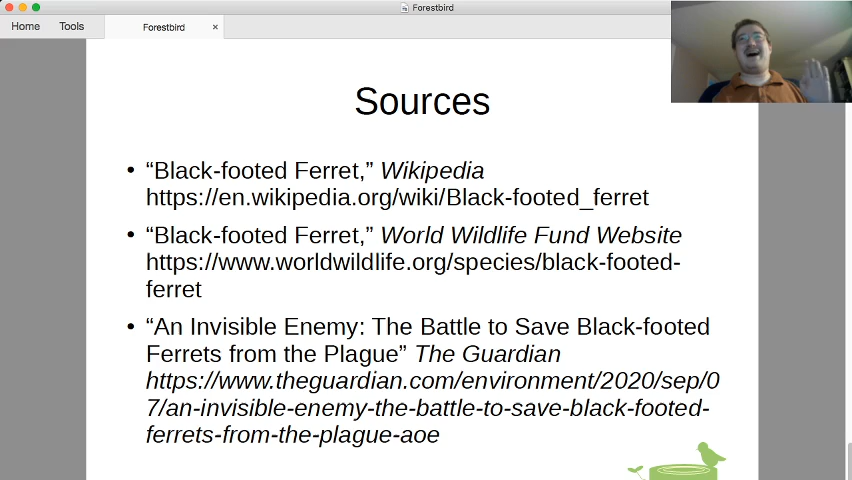 Forestbird
Home
Tools
Forestbird
×
Sources
• “Black-footed Ferret,” Wikipedia
https://en.wikipedia.org/wiki/Black-footed_ferret
• “Black-footed Ferret,” World Wildlife Fund Website
https://www.worldwildlife.org/species/black-footed-
ferret
• “An Invisible Enemy: The Battle to Save Black-footed
Ferrets from the Plague” The Guardian
https://www.theguardian.com/environment/2020/sep/0
7/an-invisible-enemy-the-battle-to-save-black-footed-
ferrets-from-the-plague-aoe